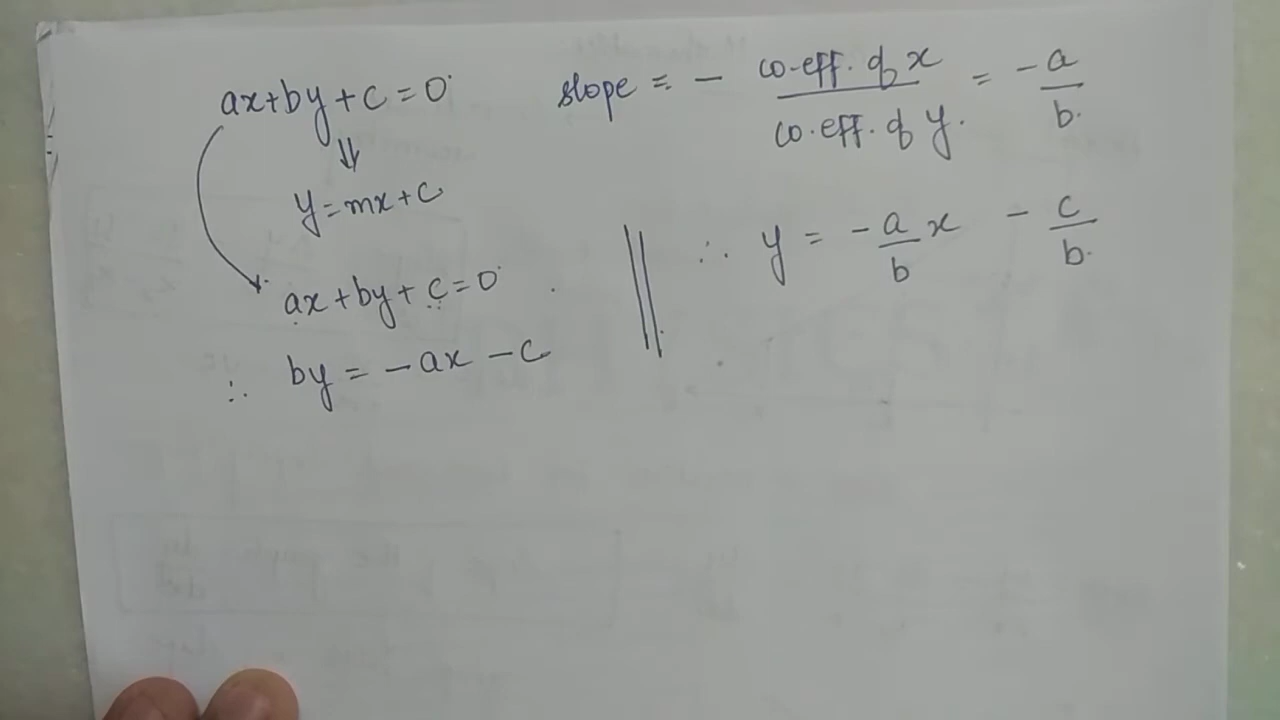 ax+by+c=0
slope = - co-eff. of x / co.eff. of y. = -a/b.
⇓
y=mx+c
ax+by+c=0
∴ by = -ax -c
∴ y = -a/b x - c/b.